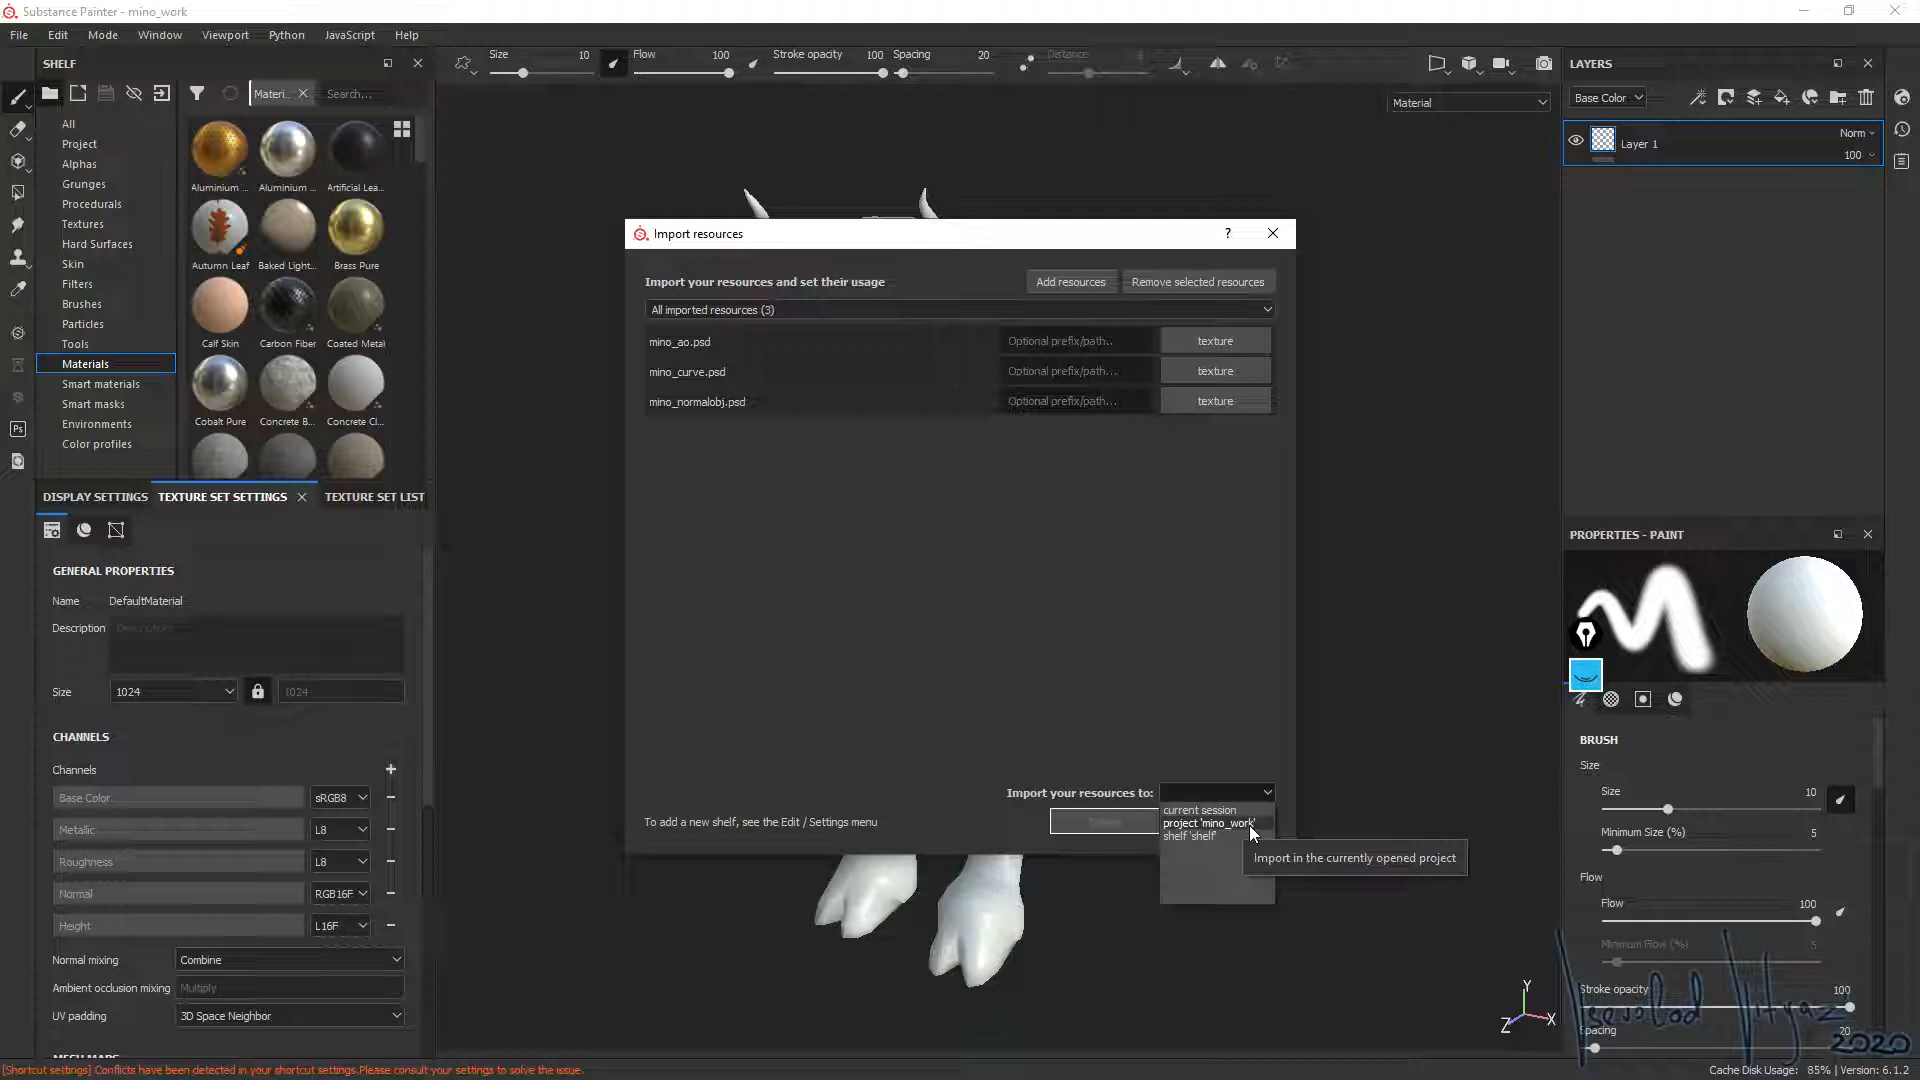 Substance Painter - mino_work
File Edit Mode Window Viewport Python JavaScript Help
SHELF
Materi...
Search...
All
Project
Alphas
Grunges
Procedurals
Textures
Hard Surfaces
Skin
Filters
Brushes
Particles
Tools
Materials
Smart materials
Smart masks
Environments
Color profiles
Aluminium ... Aluminium ... Artificial Lea...
Autumn Leaf Baked Light... Brass Pure
Calf Skin Carbon Fiber Coated Metal
Cobalt Pure Concrete B... Concrete Cl...
Size 10 Flow 100 Stroke opacity 100 Spacing 20 Distance
Material
Import resources
?
Import your resources and set their usage
Add resources
Remove selected resources
All imported resources (3)
mino_ao.psd Optional prefix/path... texture
mino_curve.psd Optional prefix/path... texture
mino_normalobj.psd Optional prefix/path... texture
Import your resources to:
current session
project 'mino_work'
shelf 'shelf'
Import in the currently opened project
To add a new shelf, see the Edit / Settings menu
DISPLAY SETTINGS TEXTURE SET SETTINGS TEXTURE SET LIST
GENERAL PROPERTIES
Name DefaultMaterial
Description Description
Size 1024 1024
CHANNELS
Channels
Base Color sRGB8
Metallic L8
Roughness L8
Normal RGB16F
Height L16F
Normal mixing Combine
Ambient occlusion mixing Multiply
UV padding 3D Space Neighbor
MESH MAPS
LAYERS
Base Color
Layer 1
Norm
100
PROPERTIES - PAINT
BRUSH
Size
Size 10
Minimum Size (%) 5
Flow
Flow 100
Minimum Flow (%) 5
Stroke opacity 100
Spacing 20
Ps
Y
Z X
2020
[Shortcut settings] Conflicts have been detected in your shortcut settings.Please consult your settings to solve the issue.
Cache Disk Usage: 85% | Version: 6.1.2